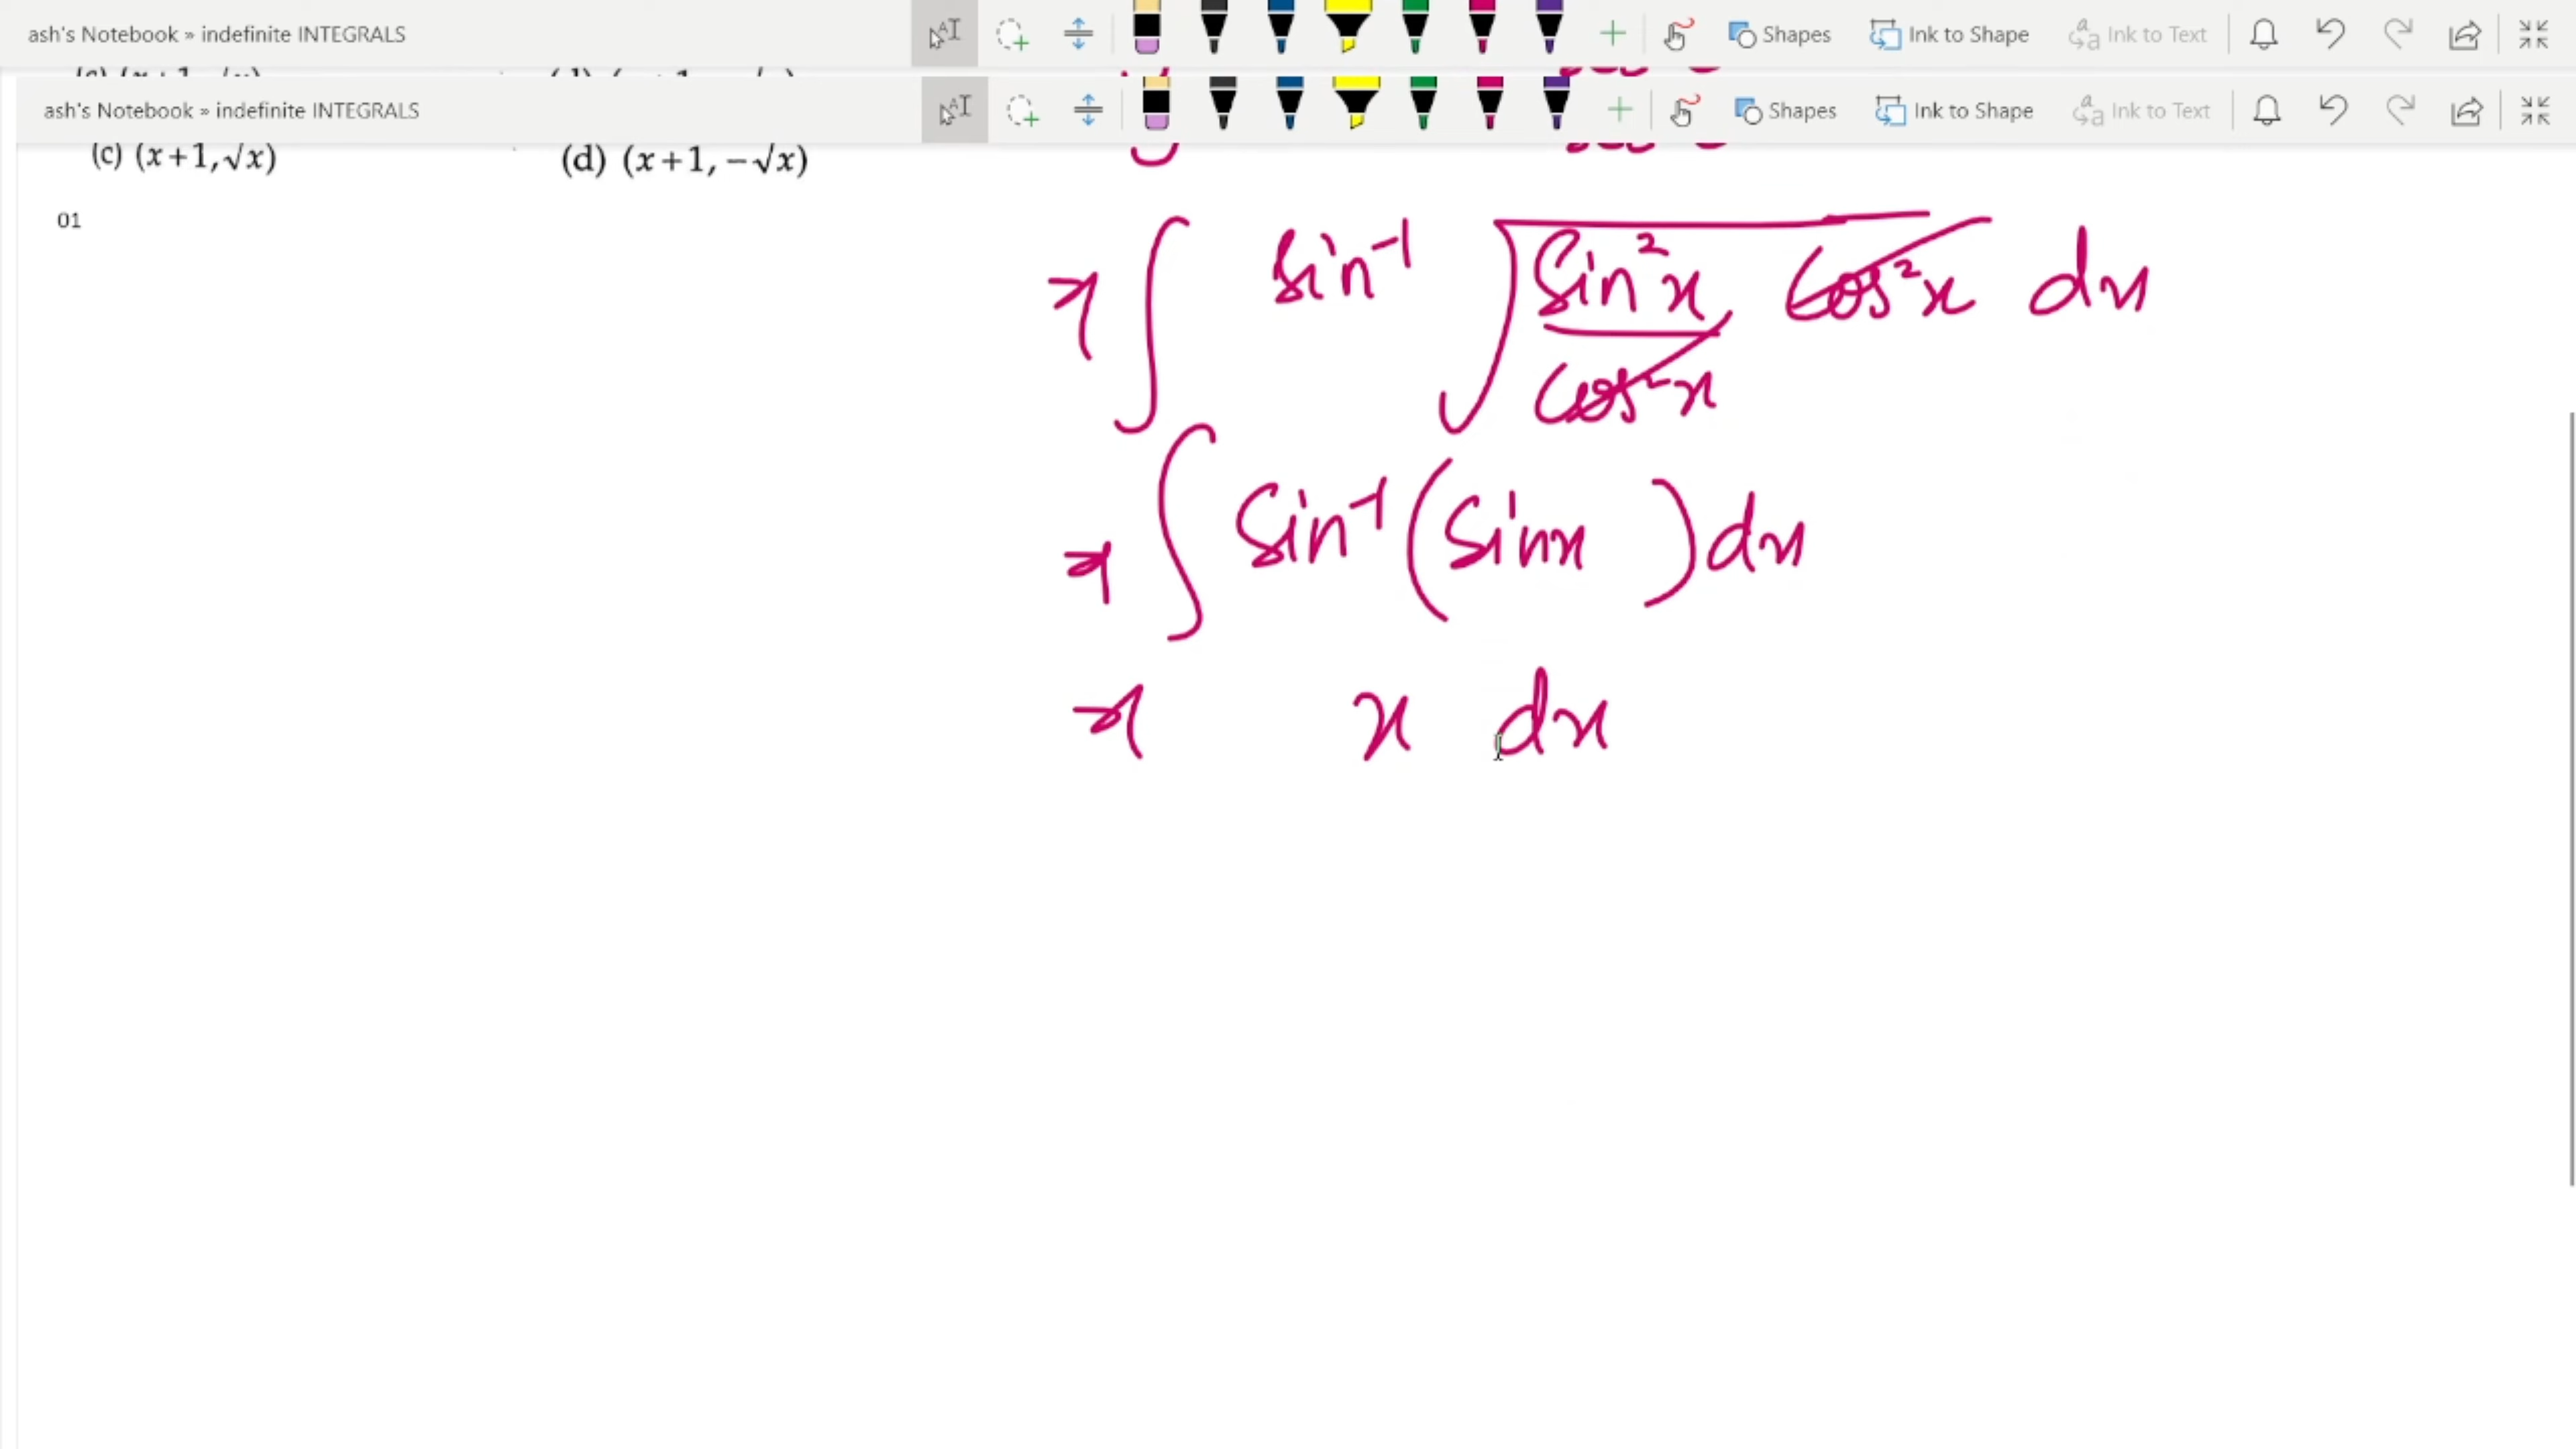 ash's Notebook » indefinite INTEGRALS Shapes Ink to Shape Ink to Text
ash's Notebook » indefinite INTEGRALS Shapes Ink to Shape Ink to Text
(c) (x+1,√x) (d) (x+1, −√x)
01
⇒ ∫ sin⁻¹ √(sin²x/cos²x cos²x) dx
⇒ ∫ sin⁻¹(sinx) dx
⇒ x dx